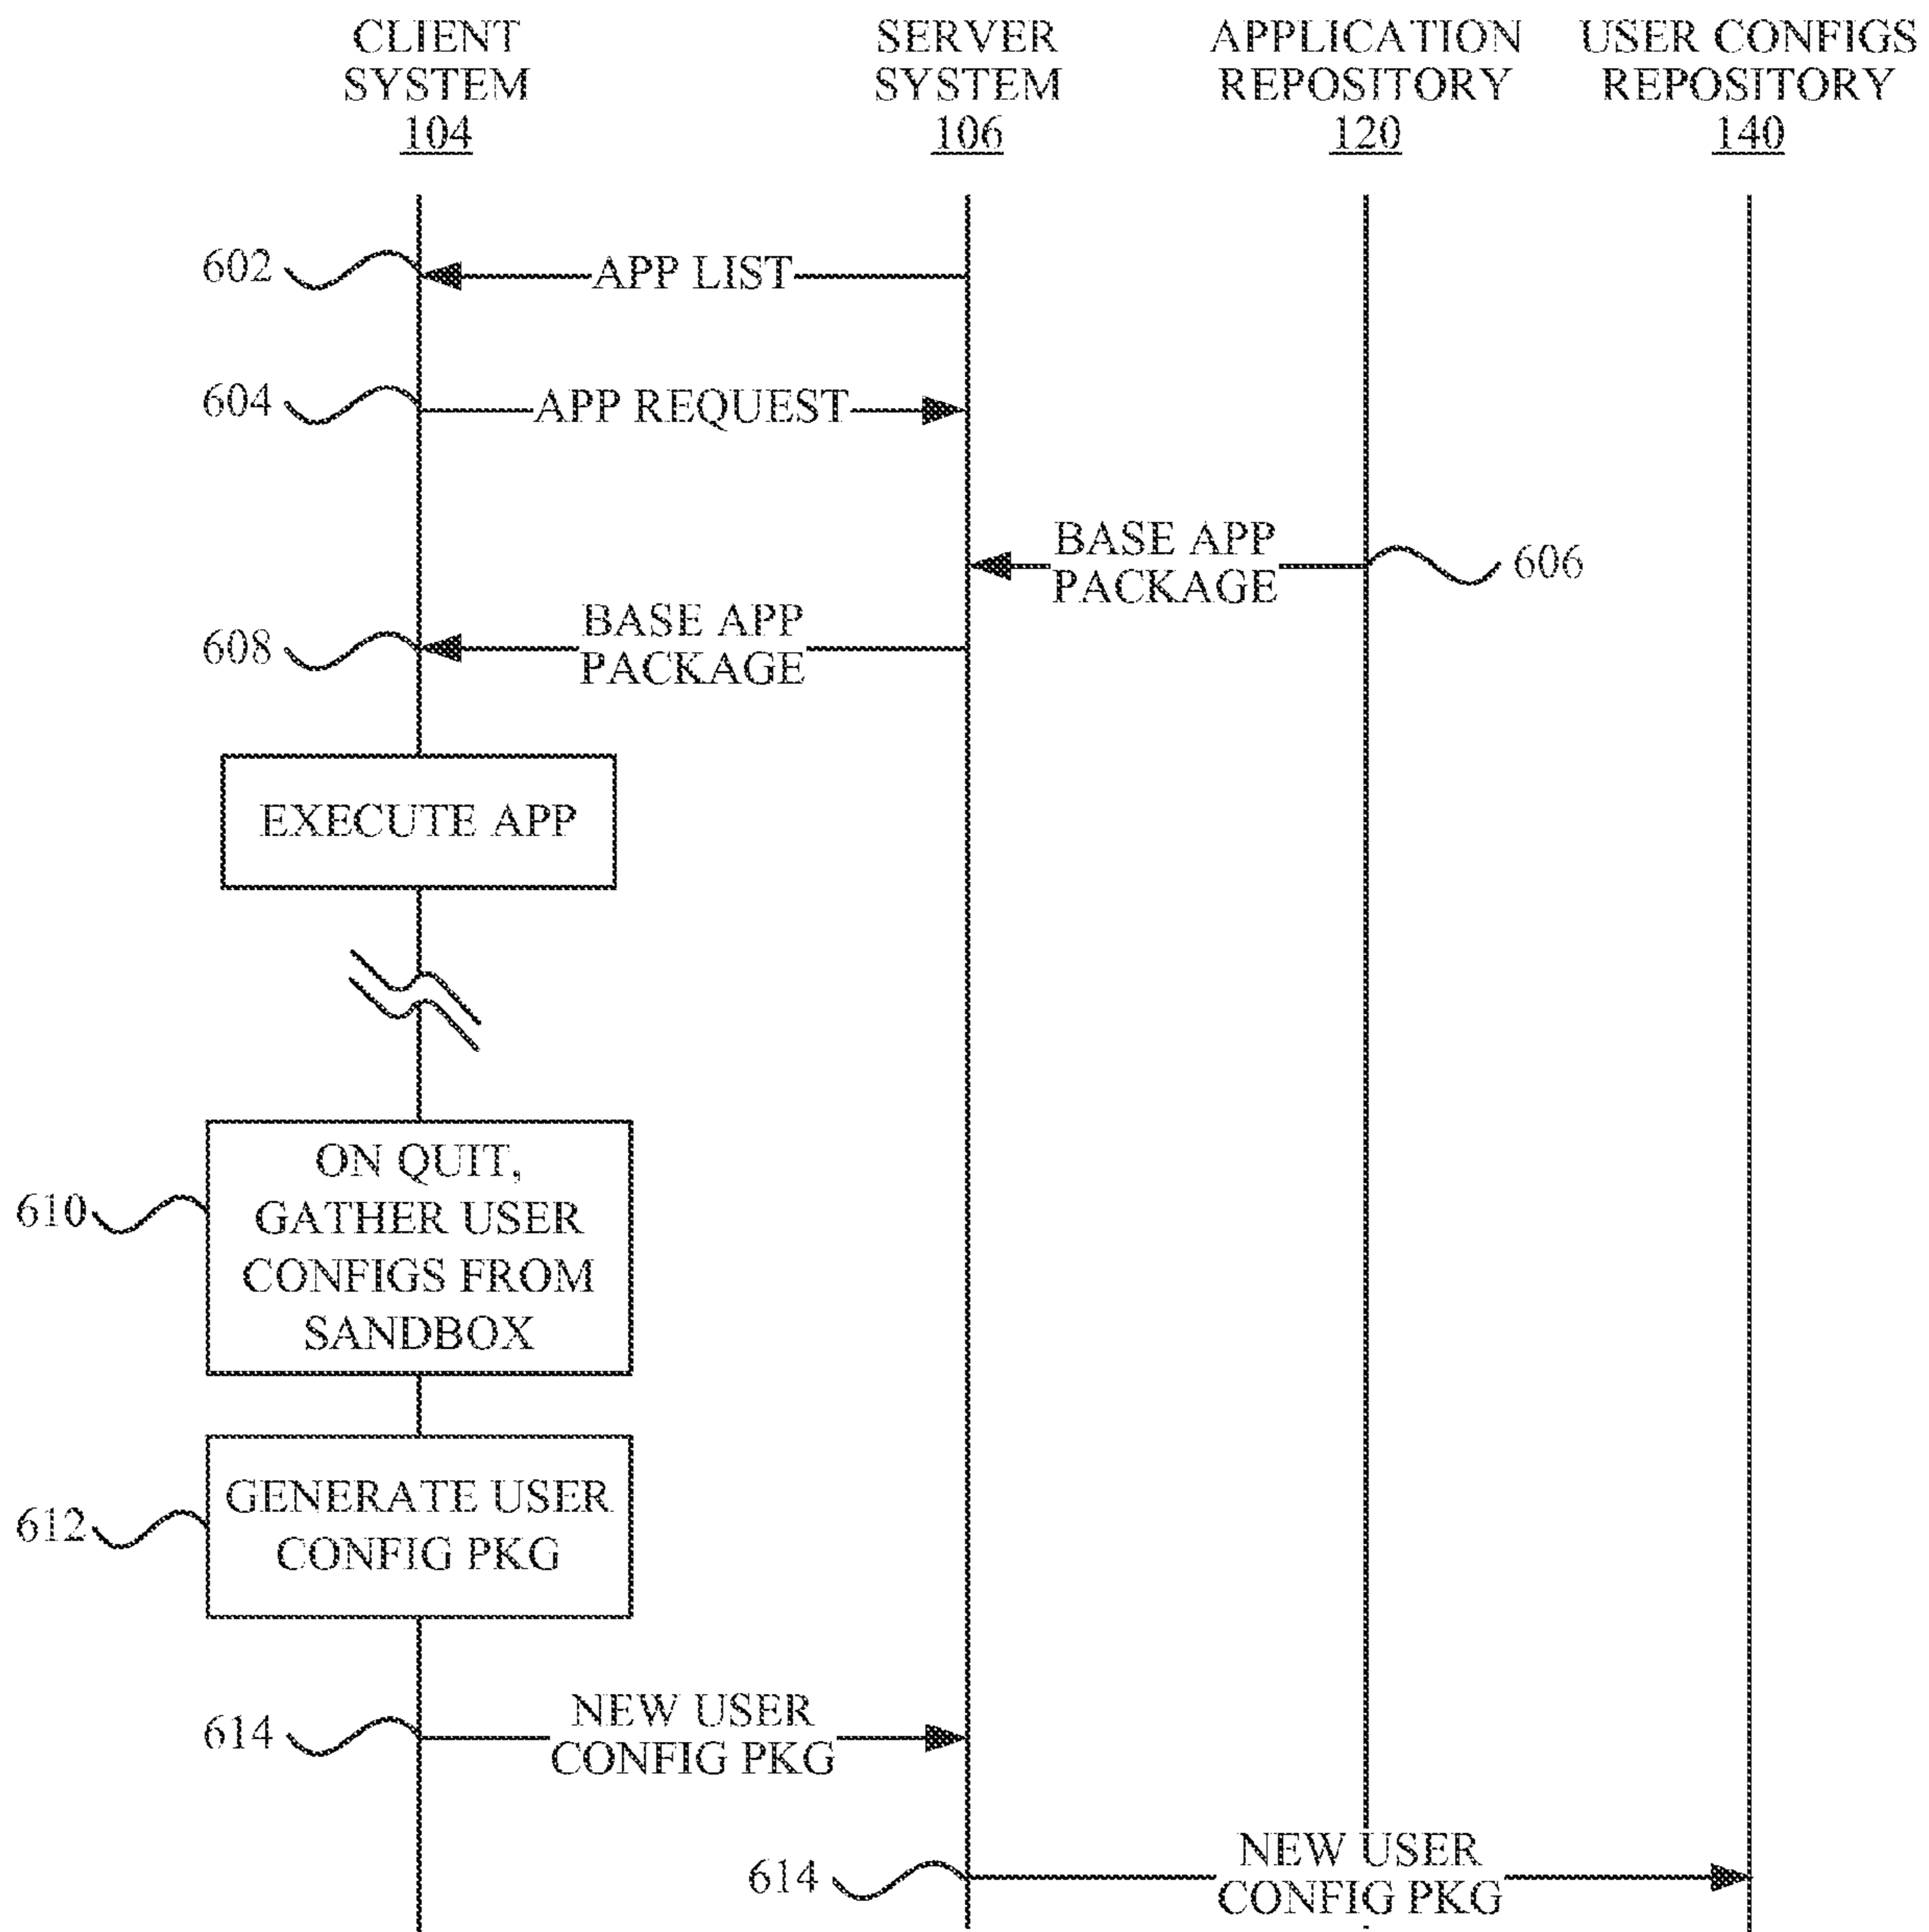 CLIENT
SYSTEM
104
SERVER
SYSTEM
106
APPLICATION
REPOSITORY
120
USER CONFIGS
REPOSITORY
140
602
APP LIST
604
APP REQUEST
BASE APP
PACKAGE
606
608
BASE APP
PACKAGE
EXECUTE APP
610
ON QUIT,
GATHER USER
CONFIGS FROM
SANDBOX
612
GENERATE USER
CONFIG PKG
614
NEW USER
CONFIG PKG
614
NEW USER
CONFIG PKG